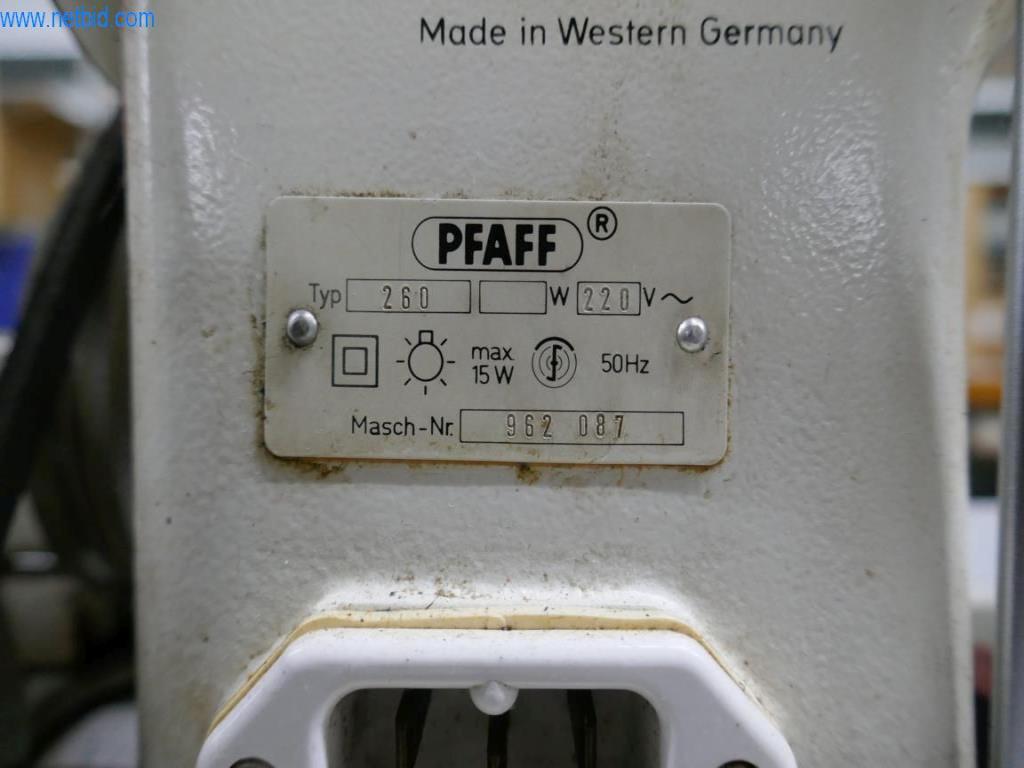 www.netbid.com
Made in Western Germany
PFAFF ®
Typ 260 W 220 V ~
max. 15 W 50Hz
Masch-Nr. 962 087